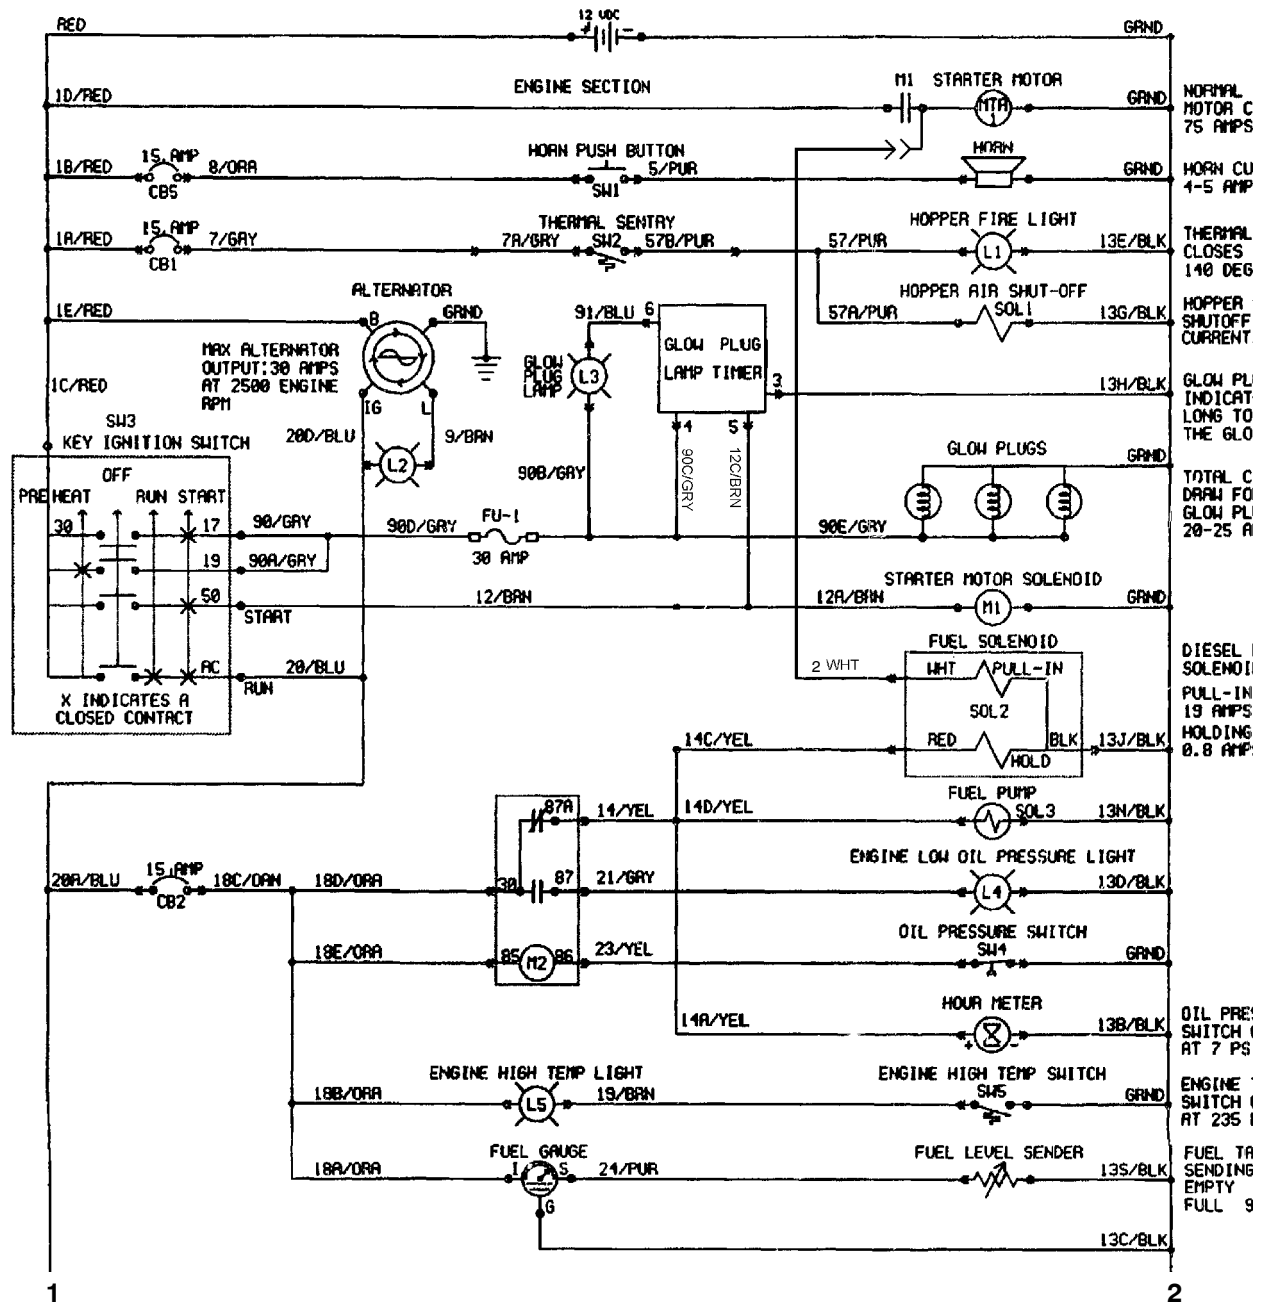 12 VDC
RED
+ -
GRND
ENGINE SECTION
M1 STARTER MOTOR
1D/RED
MTR
1
GRND
NORMAL
MOTOR C
75 AMPS
15 AMP
HORN PUSH BUTTON
HORN
1B/RED
8/ORA
5/PUR
GRND
CB5
SW1
HORN CU
4-5 AMP
15 AMP
THERMAL SENTRY
HOPPER FIRE LIGHT
1A/RED
7/GRY
7A/GRY
SW2
57B/PUR
57/PUR
L1
13E/BLK
CB1
THERMAL
CLOSES
140 DEG
ALTERNATOR
HOPPER AIR SHUT-OFF
1E/RED
B
GRND
91/BLU
6
57A/PUR
SOL1
13G/BLK
HOPPER
SHUTOFF
CURRENT
MAX ALTERNATOR
OUTPUT:30 AMPS
AT 2500 ENGINE
RPM
GLOW
PLUG
LAMP
L3
GLOW PLUG
LAMP TIMER
3
1C/RED
13H/BLK
GLOW PL
INDICAT
LONG TO
THE GLO
IG
L
4
5
SW3
KEY IGNITION SWITCH
20D/BLU
9/BRN
L2
90B/GRY
90C/GRY
12C/BRN
GLOW PLUGS
GRND
OFF
PREHEAT
RUN
START
TOTAL C
DRAW FO
GLOW PL
20-25 A
30
17
90/GRY
90D/GRY
FU-1
30 AMP
90E/GRY
19
90A/GRY
STARTER MOTOR SOLENOID
50
START
12/BRN
12A/BRN
M1
GRND
FUEL SOLENOID
AC
RUN
20/BLU
2 WHT
WHT
PULL-IN
SOL2
DIESEL
SOLENOI
PULL-IN
19 AMPS
HOLDING
0.8 AMP
X INDICATES A
CLOSED CONTACT
14C/YEL
RED
HOLD
BLK
13J/BLK
FUEL PUMP
87A
14/YEL
14D/YEL
SOL3
13N/BLK
ENGINE LOW OIL PRESSURE LIGHT
15 AMP
20A/BLU
CB2
18C/ORN
18D/ORA
30
87
21/GRY
L4
13D/BLK
OIL PRESSURE SWITCH
18E/ORA
85
M2
86
23/YEL
SW4
GRND
HOUR METER
14A/YEL
+ -
13B/BLK
OIL PRES
SWITCH
AT 7 PS
ENGINE HIGH TEMP LIGHT
ENGINE HIGH TEMP SWITCH
18B/ORA
L5
19/BRN
SW5
GRND
ENGINE
SWITCH
AT 235
FUEL GAUGE
FUEL LEVEL SENDER
18A/ORA
I
S
24/PUR
13S/BLK
FUEL TA
SENDING
EMPTY
FULL 9
G
13C/BLK
1
2